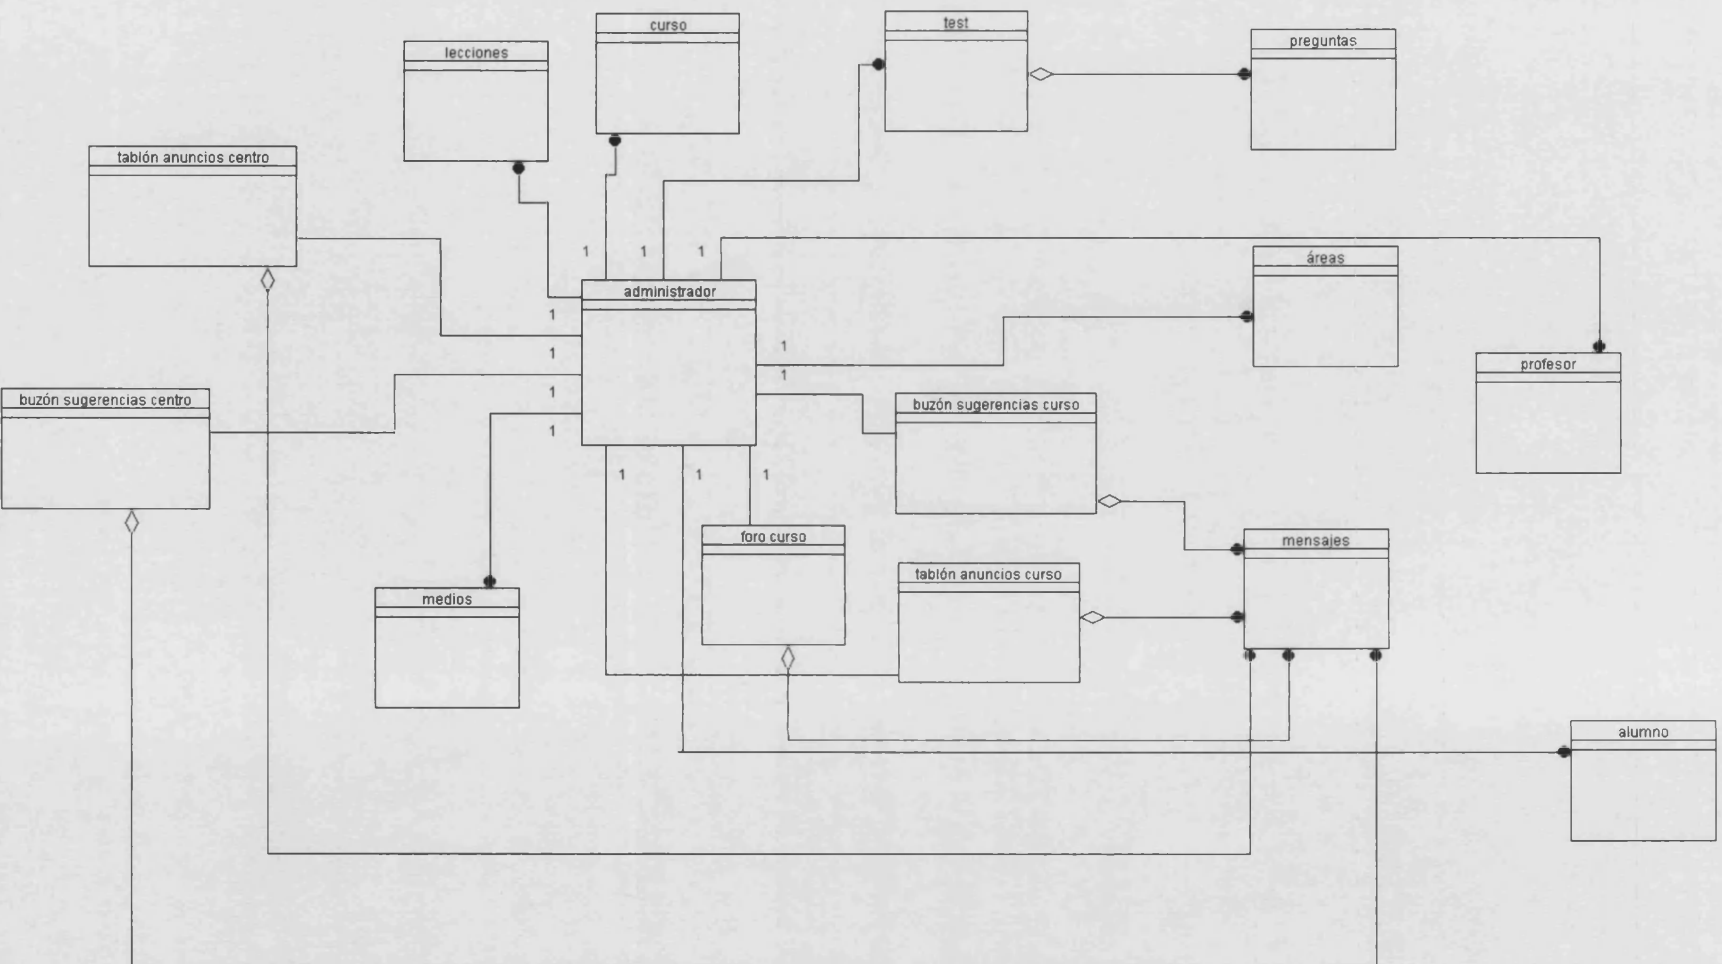 curso
test
preguntas
lecciones
tablón anuncios centro
1
1
1
áreas
administrador
1
1
1
profesor
1
1
buzón sugerencias centro
buzón sugerencias curso
1
1
1
1
foro curso
mensajes
tablón anuncios curso
medios
alumno